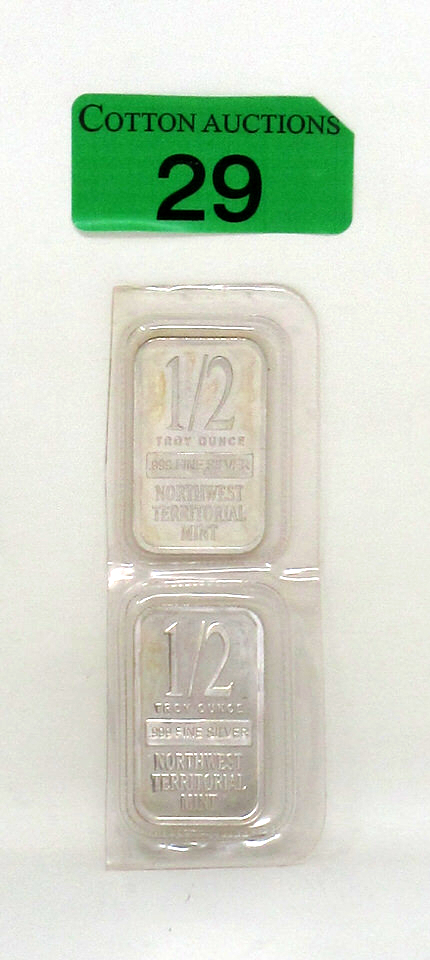 COTTON AUCTIONS
29
1/2
TROY OUNCE
.999 FINE SILVER
NORTHWEST
TERRITORIAL
MINT
1/2
TROY OUNCE
.999 FINE SILVER
NORTHWEST
TERRITORIAL
MINT